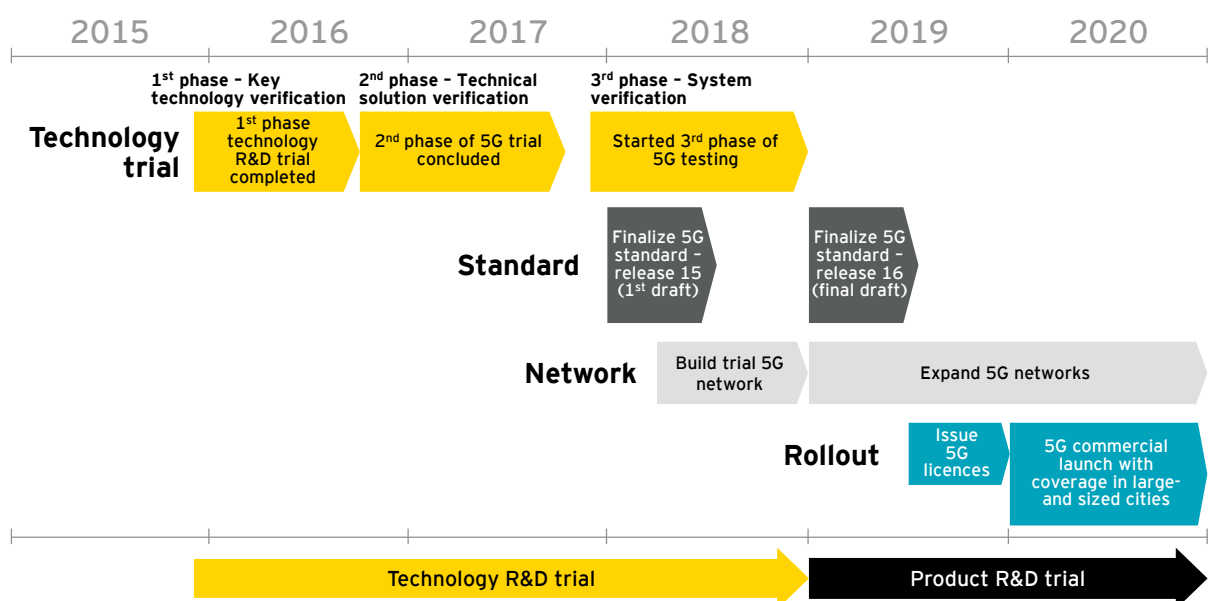 2015 2016 2017 2018 2019 2020
1st phase – Key
technology verification
2nd phase – Technical
solution verification
3rd phase – System
verification
Technology
trial
1st phase
technology
R&D trial
completed
2nd phase of 5G trial
concluded
Started 3rd phase of
5G testing
Standard
Finalize 5G
standard –
release 15
(1st draft)
Finalize 5G
standard –
release 16
(final draft)
Network
Build trial 5G
network
Expand 5G networks
Rollout
Issue
5G
licences
5G commercial
launch with
coverage in large-
and sized cities
Technology R&D trial
Product R&D trial